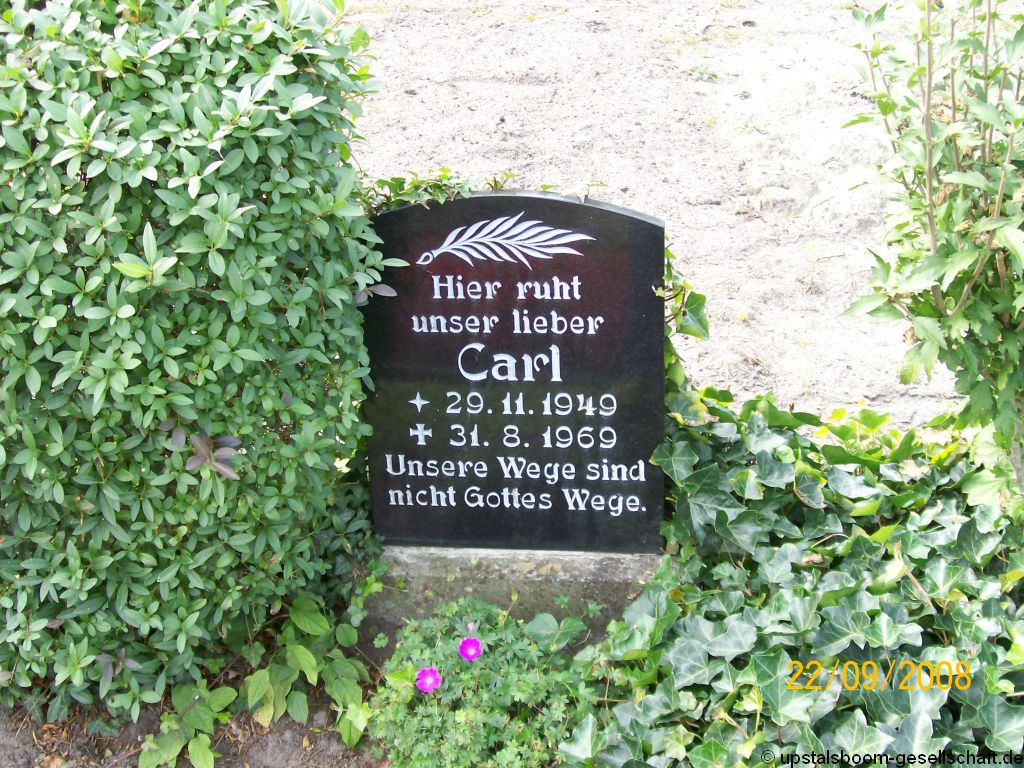 Hier ruht
unser lieber
Carl
✦ 29. 11. 1949
✝ 31. 8. 1969
Unsere Wege sind
nicht Gottes Wege.
22/09/2008
© upstalsboom-gesellschaft.de